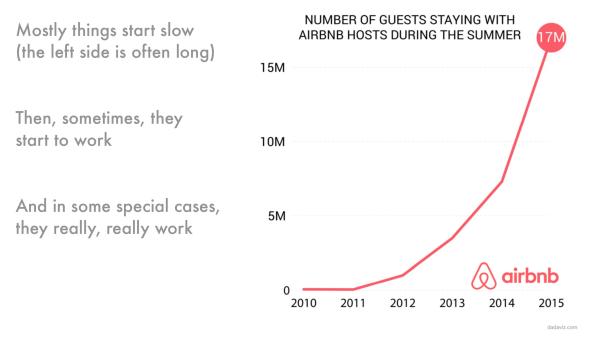 Mostly things start slow
(the left side is often long)
Then, sometimes, they
start to work
And in some special cases,
they really, really work
NUMBER OF GUESTS STAYING WITH
AIRBNB HOSTS DURING THE SUMMER
17M
15M
10M
5M
0
airbnb
2010 2011 2012 2013 2014 2015
dadaviz.com